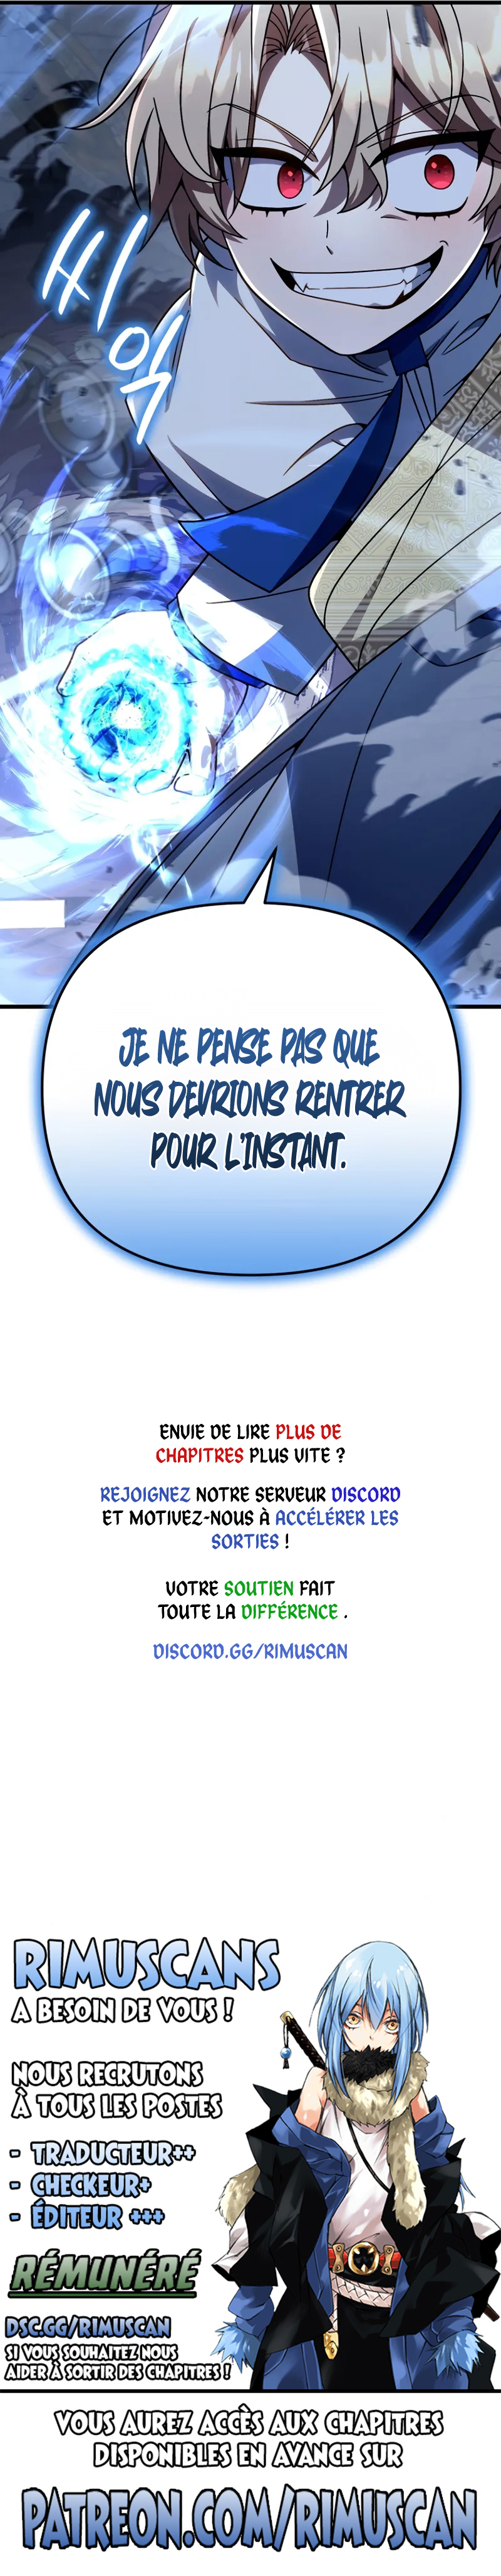 삐이익
JE NE PENSE PAS QUE
NOUS DEVRIONS RENTRER
POUR L'INSTANT.
ENVIE DE LIRE PLUS DE
CHAPITRES PLUS VITE ?
REJOIGNEZ NOTRE SERVEUR DISCORD
ET MOTIVEZ-NOUS À ACCÉLÉRER LES
SORTIES !
VOTRE SOUTIEN FAIT
TOUTE LA DIFFÉRENCE .
DISCORD.GG/RIMUSCAN
RIMUSCANS
A BESOIN DE VOUS !
NOUS RECRUTONS
À TOUS LES POSTES
- TRADUCTEUR++
- CHECKEUR+
- ÉDITEUR +++
RÉMUNÉRÉ
DSC.GG/RIMUSCAN
SI VOUS SOUHAITEZ NOUS
AIDER À SORTIR DES CHAPITRES !
VOUS AUREZ ACCÈS AUX CHAPITRES
DISPONIBLES EN AVANCE SUR
PATREON.COM/RIMUSCAN